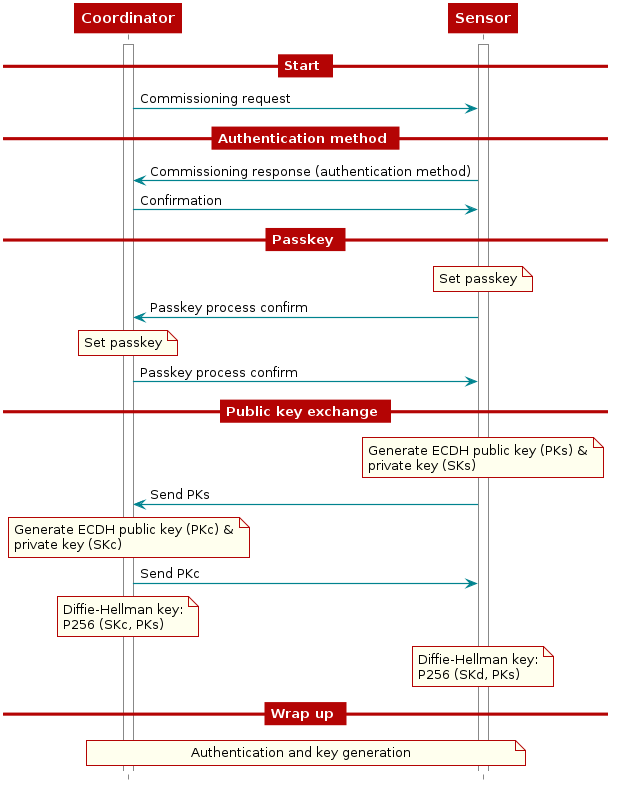 Coordinator
Sensor
Start
Commissioning request
Authentication method
Commissioning response (authentication method)
Confirmation
Passkey
Set passkey
Passkey process confirm
Set passkey
Passkey process confirm
Public key exchange
Generate ECDH public key (PKs) &
private key (SKs)
Send PKs
Generate ECDH public key (PKc) &
private key (SKc)
Send PKc
Diffie-Hellman key:
P256 (SKc, PKs)
Diffie-Hellman key:
P256 (SKd, PKs)
Wrap up
Authentication and key generation